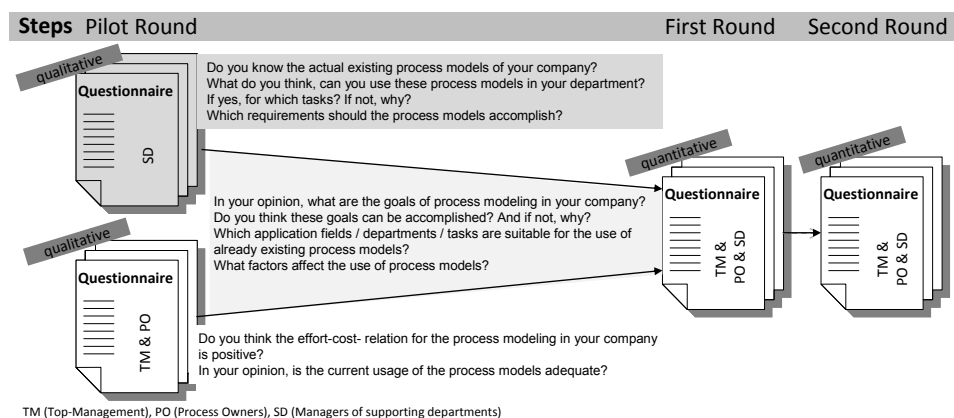 Steps Pilot Round First Round Second Round
qualitative
Questionnaire
SD
Do you know the actual existing process models of your company?
What do you think, can you use these process models in your department?
If yes, for which tasks? If not, why?
Which requirements should the process models accomplish?
In your opinion, what are the goals of process modeling in your company?
Do you think these goals can be accomplished? And if not, why?
Which application fields / departments / tasks are suitable for the use of
already existing process models?
What factors affect the use of process models?
qualitative
Questionnaire
TM & PO
Do you think the effort-cost- relation for the process modeling in your company
is positive?
In your opinion, is the current usage of the process models adequate?
quantitative
Questionnaire
TM &
PO & SD
quantitative
Questionnaire
TM &
PO & SD
TM (Top-Management), PO (Process Owners), SD (Managers of supporting departments)